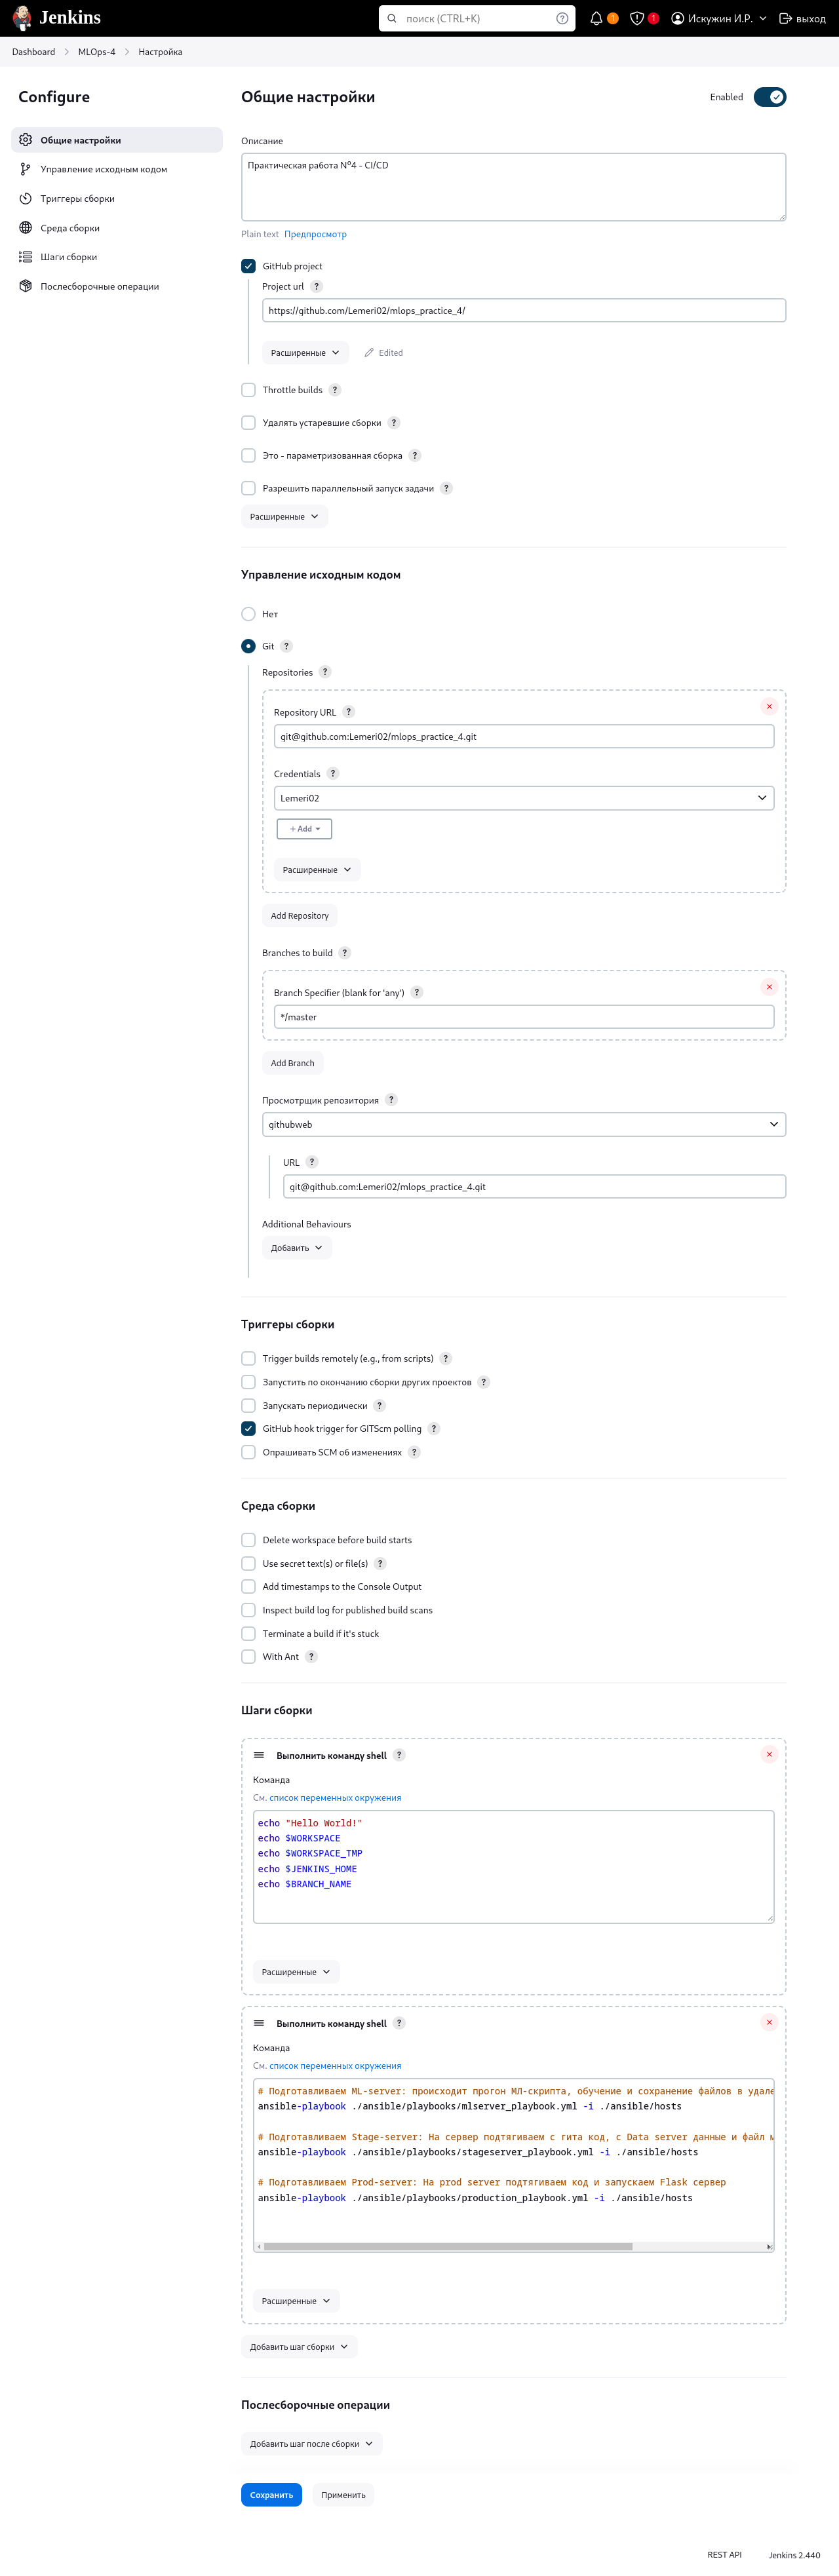 Jenkins
поиск (CTRL+K)
1
1
Искужин И.Р.
выход
Dashboard
MLOps-4
Настройка
Configure
Общие настройки
Управление исходным кодом
Триггеры сборки
Среда сборки
Шаги сборки
Послесборочные операции
Общие настройки
Enabled
Описание
Практическая работа №4 - CI/CD
Plain text Предпросмотр
GitHub project
Project url ?
https://github.com/Lemeri02/mlops_practice_4/
Расширенные
Edited
Throttle builds ?
Удалять устаревшие сборки ?
Это - параметризованная сборка ?
Разрешить параллельный запуск задачи ?
Расширенные
Управление исходным кодом
Нет
Git ?
Repositories ?
Repository URL ?
git@github.com:Lemeri02/mlops_practice_4.git
Credentials ?
Lemeri02
+ Add
Расширенные
Add Repository
Branches to build ?
Branch Specifier (blank for 'any') ?
*/master
Add Branch
Просмотрщик репозитория ?
githubweb
URL ?
git@github.com:Lemeri02/mlops_practice_4.git
Additional Behaviours
Добавить
Триггеры сборки
Trigger builds remotely (e.g., from scripts) ?
Запустить по окончанию сборки других проектов ?
Запускать периодически ?
GitHub hook trigger for GITScm polling ?
Опрашивать SCM об изменениях ?
Среда сборки
Delete workspace before build starts
Use secret text(s) or file(s) ?
Add timestamps to the Console Output
Inspect build log for published build scans
Terminate a build if it's stuck
With Ant ?
Шаги сборки
Выполнить команду shell ?
Команда
См. список переменных окружения
echo "Hello World!"
echo $WORKSPACE
echo $WORKSPACE_TMP
echo $JENKINS_HOME
echo $BRANCH_NAME
Расширенные
Выполнить команду shell ?
Команда
См. список переменных окружения
# Подготавливаем ML-server: происходит прогон МЛ-скрипта, обучение и сохранение файлов в удале
ansible-playbook ./ansible/playbooks/mlserver_playbook.yml -i ./ansible/hosts
# Подготавливаем Stage-server: На сервер подтягиваем с гита код, с Data server данные и файл м
ansible-playbook ./ansible/playbooks/stageserver_playbook.yml -i ./ansible/hosts
# Подготавливаем Prod-server: На prod server подтягиваем код и запускаем Flask сервер
ansible-playbook ./ansible/playbooks/production_playbook.yml -i ./ansible/hosts
Расширенные
Добавить шаг сборки
Послесборочные операции
Добавить шаг после сборки
Сохранить
Применить
REST API
Jenkins 2.440